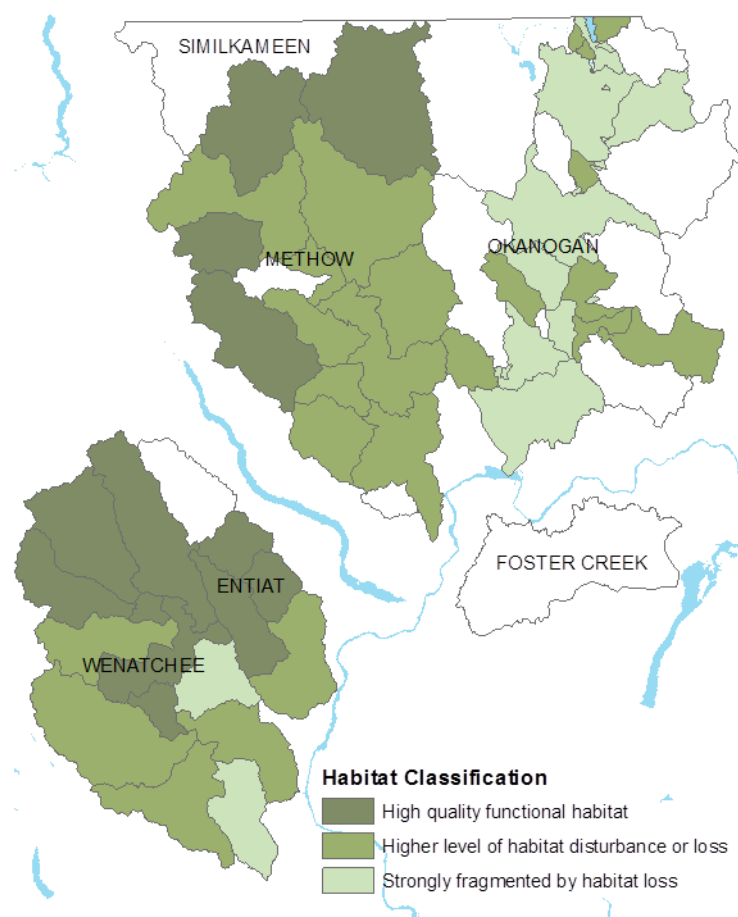 SIMILKAMEEN
METHOW
OKANOGAN
FOSTER CREEK
ENTIAT
WENATCHEE
Habitat Classification
High quality functional habitat
Higher level of habitat disturbance or loss
Strongly fragmented by habitat loss